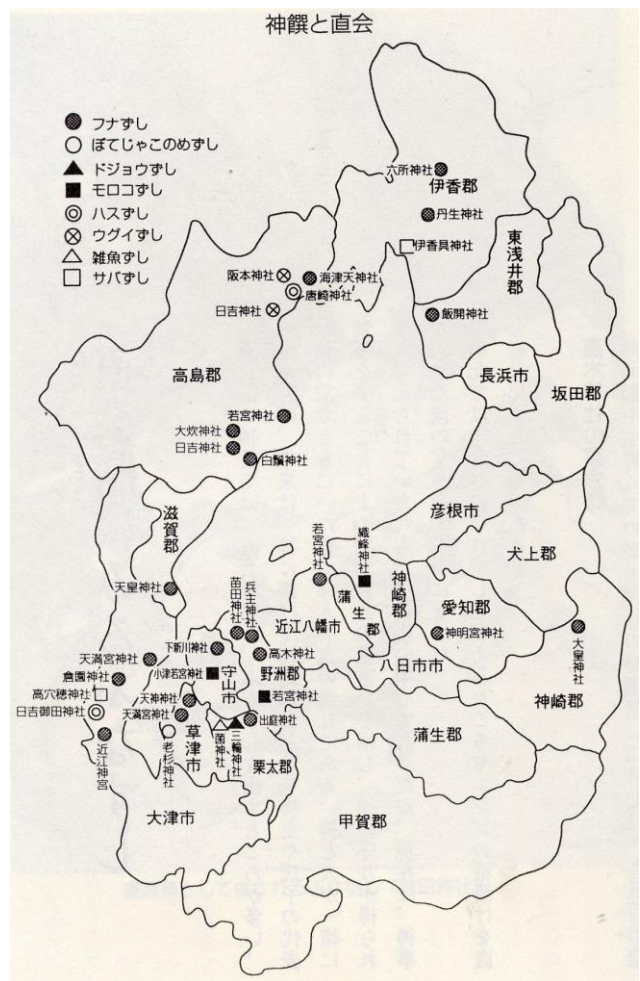 神饌と直会
フナずし
ぼてじゃこのめずし
ドジョウずし
モロコずし
ハスずし
ウグイずし
雑魚ずし
サバずし
六所神社
伊香郡
丹生神社
伊香具神社
東浅井郡
阪本神社
海津天神社
唐崎神社
日吉神社
飯開神社
長浜市
坂田郡
高島郡
若宮神社
大炊神社
日吉神社
白鬚神社
滋賀郡
彦根市
犬上郡
若宮神社
繖峰神社
神崎郡
愛知郡
蒲生郡
天皇神社
苗田神社
兵主神社
近江八幡市
神明宮神社
大皇神社
下新川神社
高木神社
八日市市
天満宮神社
小津若宮神社
守山市
野洲郡
倉園神社
神崎郡
高穴穂神社
天神神社
若宮神社
日吉御田神社
天満宮神社
出庭神社
蒲生郡
草津市
老杉神社
菌神社
三輪神社
近江神宮
栗太郡
大津市
甲賀郡